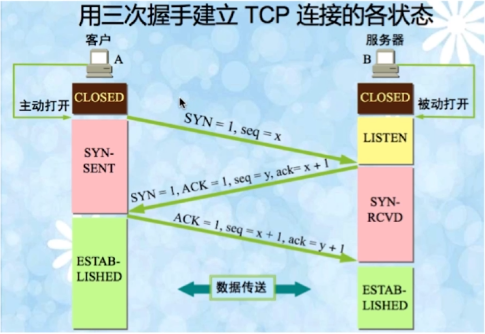 用三次握手建立 TCP 连接的各状态
客户
服务器
A
B
主动打开
CLOSED
CLOSED
被动打开
SYN = 1, seq = x
LISTEN
SYN-
SENT
SYN = 1, ACK = 1, seq = y, ack= x + 1
SYN-
RCVD
ACK = 1, seq = x + 1, ack = y + 1
ESTAB-
LISHED
数据传送
ESTAB-
LISHED